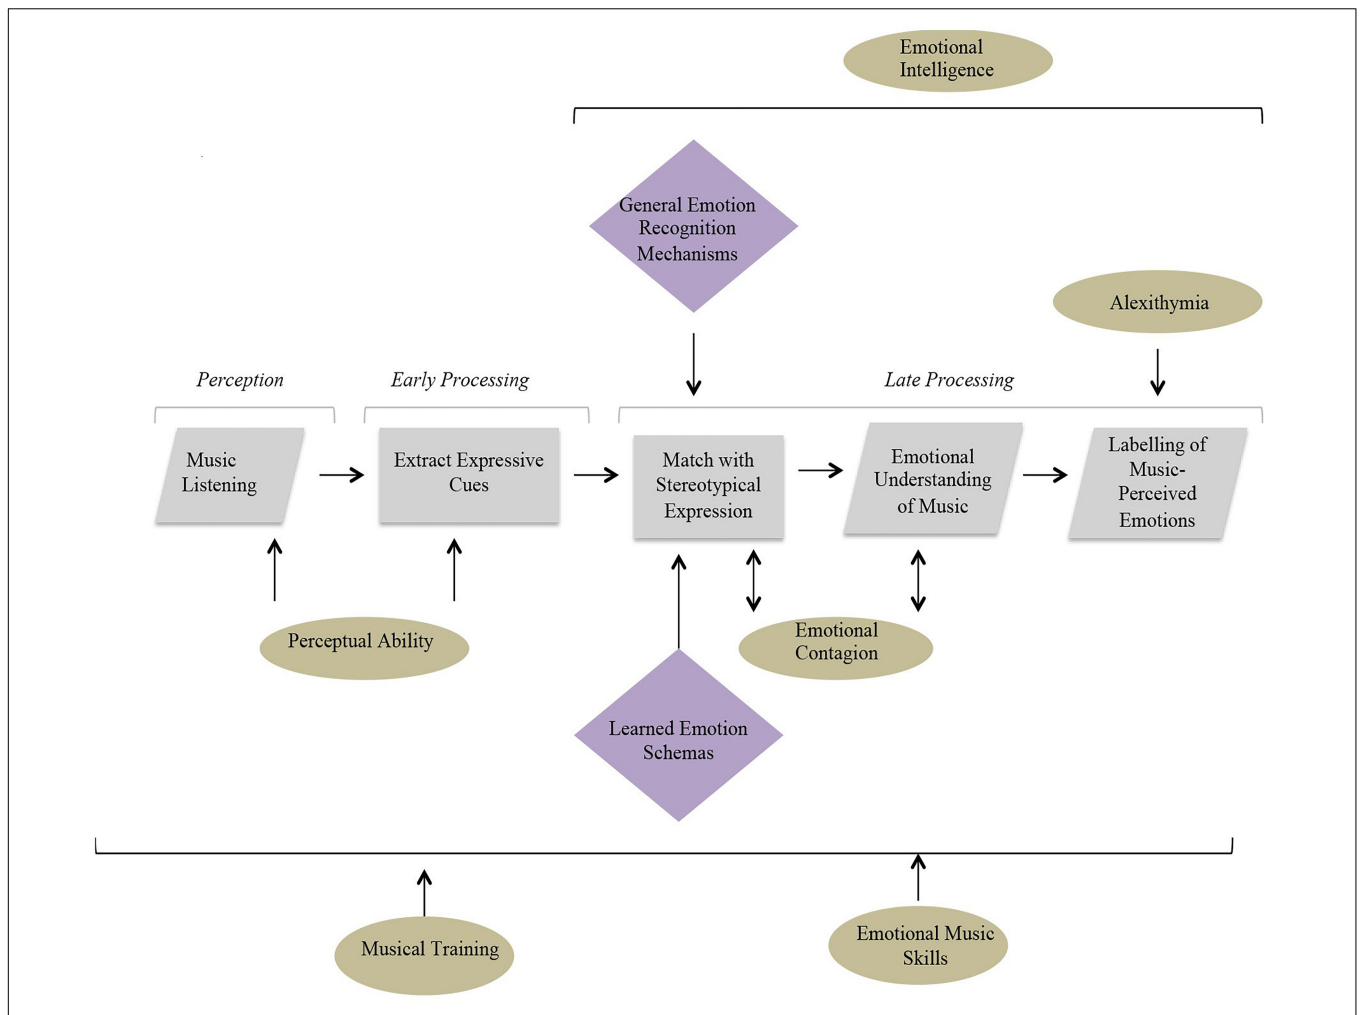 Emotional
Intelligence
General Emotion
Recognition
Mechanisms
Alexithymia
Perception
Early Processing
Late Processing
Music
Listening
Extract Expressive
Cues
Match with
Stereotypical
Expression
Emotional
Understanding
of Music
Labelling of
Music-
Perceived
Emotions
Perceptual Ability
Emotional
Contagion
Learned Emotion
Schemas
Musical Training
Emotional Music
Skills